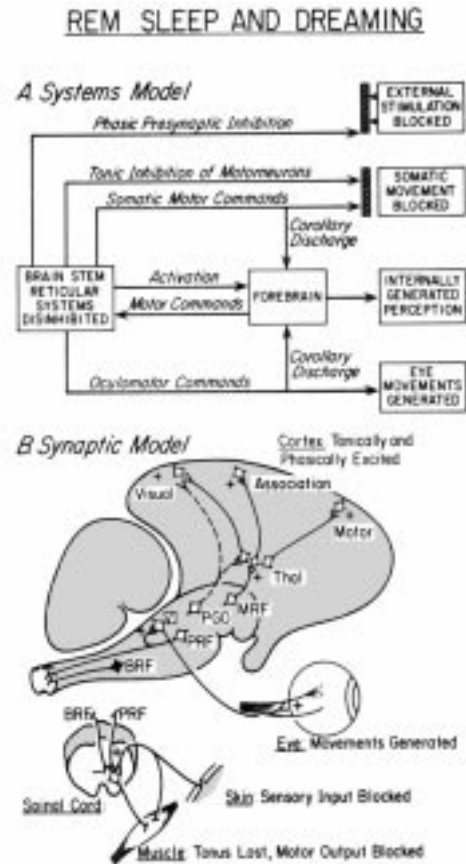 REM SLEEP AND DREAMING
A Systems Model
EXTERNAL
STIMULATION
BLOCKED
Phasic Presynaptic Inhibition
Tonic Inhibition of Motorneurons
Somatic Motor Commands
SOMATIC
MOVEMENT
BLOCKED
Corollary
Discharge
BRAIN STEM
RETICULAR
SYSTEMS
DISINHIBITED
Activation
Motor Commands
FOREBRAIN
INTERNALLY
GENERATED
PERCEPTION
Corollary
Discharge
Oculomotor Commands
EYE
MOVEMENTS
GENERATED
B Synaptic Model
Cortex: Tonically and
Phasically Excited
Visual
Association
Motor
Thal
MRF
PGO
PRF
BRF
Eye: Movements Generated
BRF PRF
Spinal Cord
Skin: Sensory Input Blocked
Muscle: Tonus Lost, Motor Output Blocked